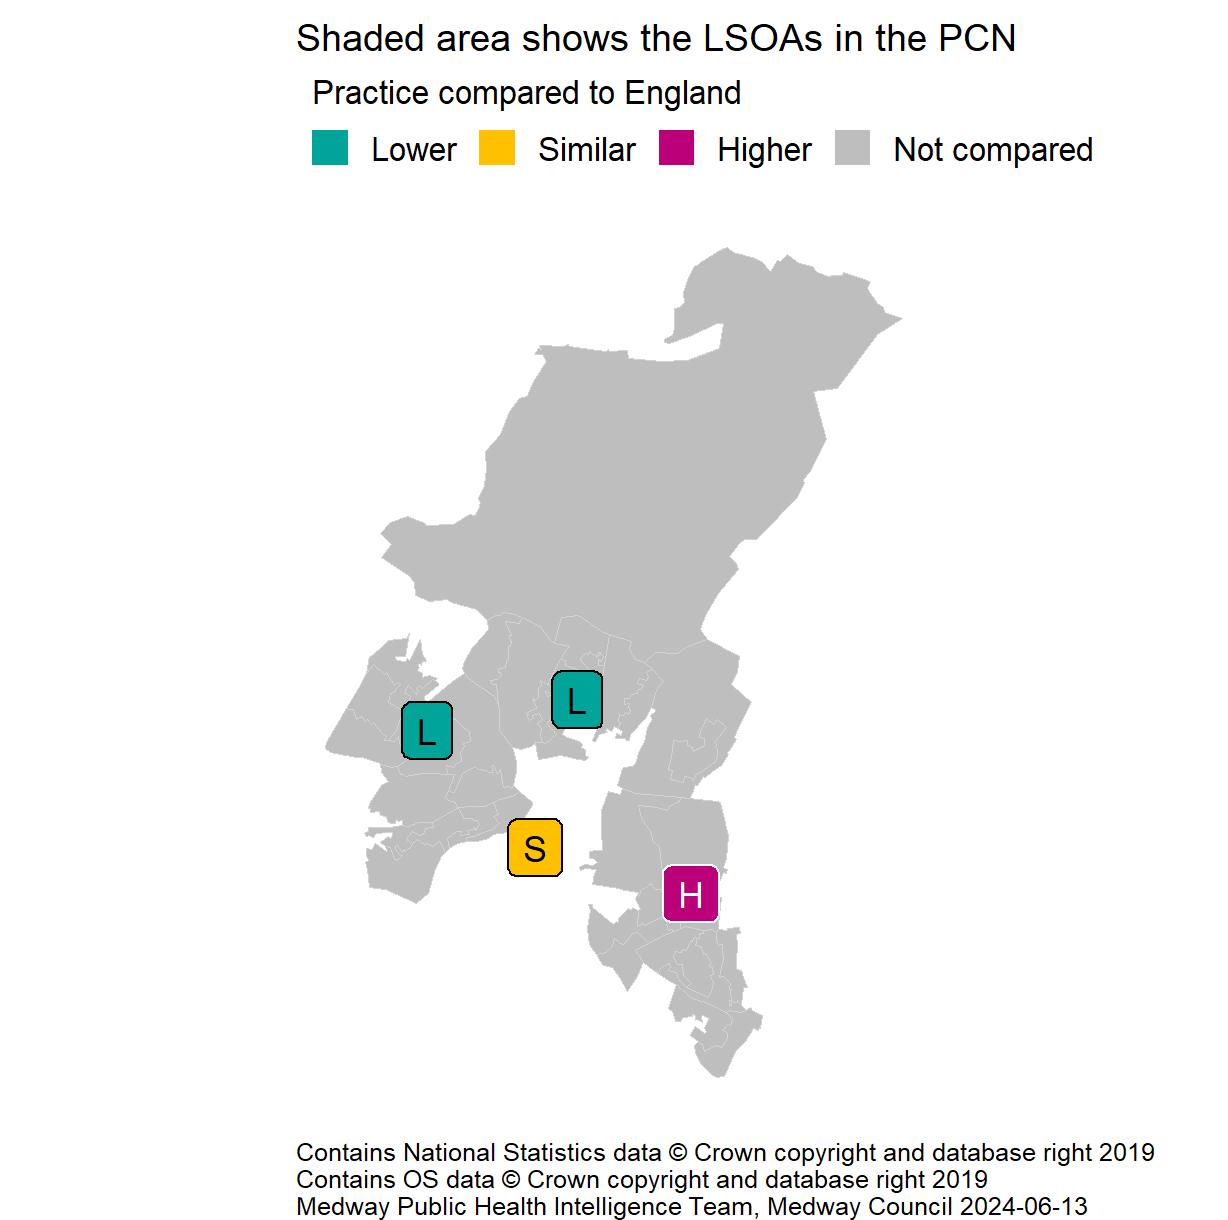 Shaded area shows the LSOAs in the PCN
Practice compared to England
Lower Similar Higher Not compared
L
L
S
H
Contains National Statistics data © Crown copyright and database right 2019
Contains OS data © Crown copyright and database right 2019
Medway Public Health Intelligence Team, Medway Council 2024-06-13